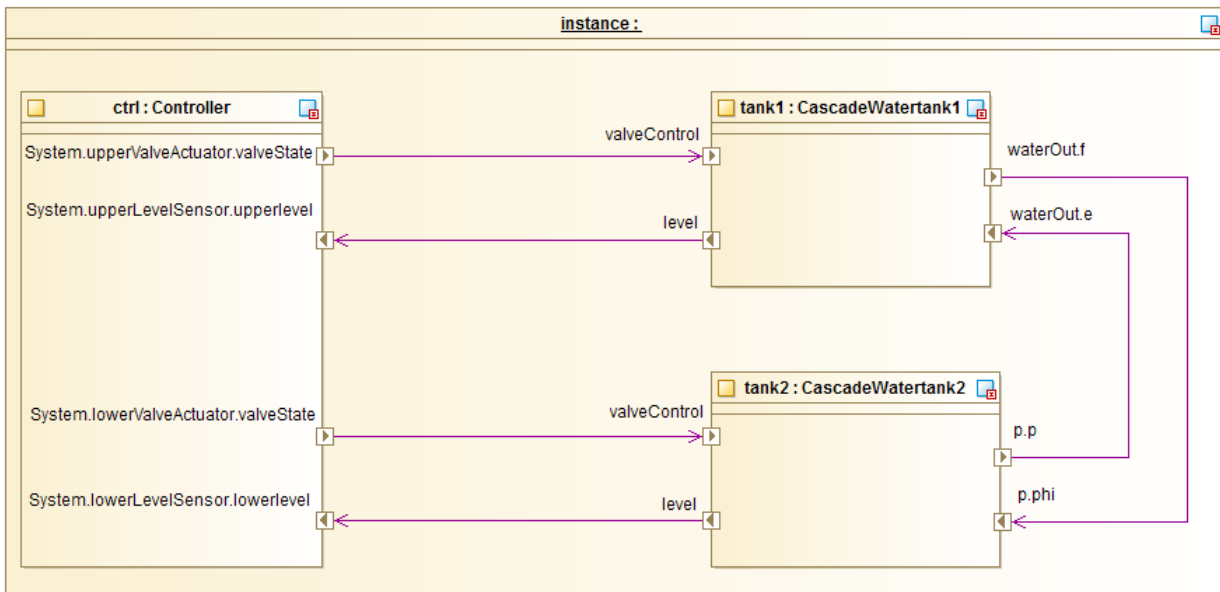 instance :
ctrl : Controller
tank1 : CascadeWatertank1
valveControl
System.upperValveActuator.valveState
waterOut.f
System.upperLevelSensor.upperlevel
level
waterOut.e
tank2 : CascadeWatertank2
System.lowerValveActuator.valveState
valveControl
p.p
System.lowerLevelSensor.lowerlevel
level
p.phi